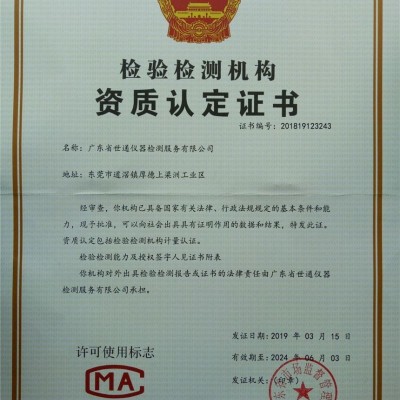 检验检测机构
资质认定证书
证书编号：201819123243
名称：广东省世通仪器检测服务有限公司
地址：东莞市道滘镇厚德上梁洲工业区
经审查，你机构已具备国家有关法律、行政法规规定的基本条件和能
力，现予批准，可以向社会出具具有证明作用的数据和结果，特发此证。
资质认定包括检验检测机构计量认证。
检验检测能力及授权签字人见证书附表
你机构对外出具检验检测报告或证书的法律责任由广东省世通仪器
检测服务有限公司承担。
发证日期：2019 年 03 月 15 日
许可使用标志
有效期至：2024 年 06 月 03 日
发证机关：（印章）
MA
东省市场监督管理